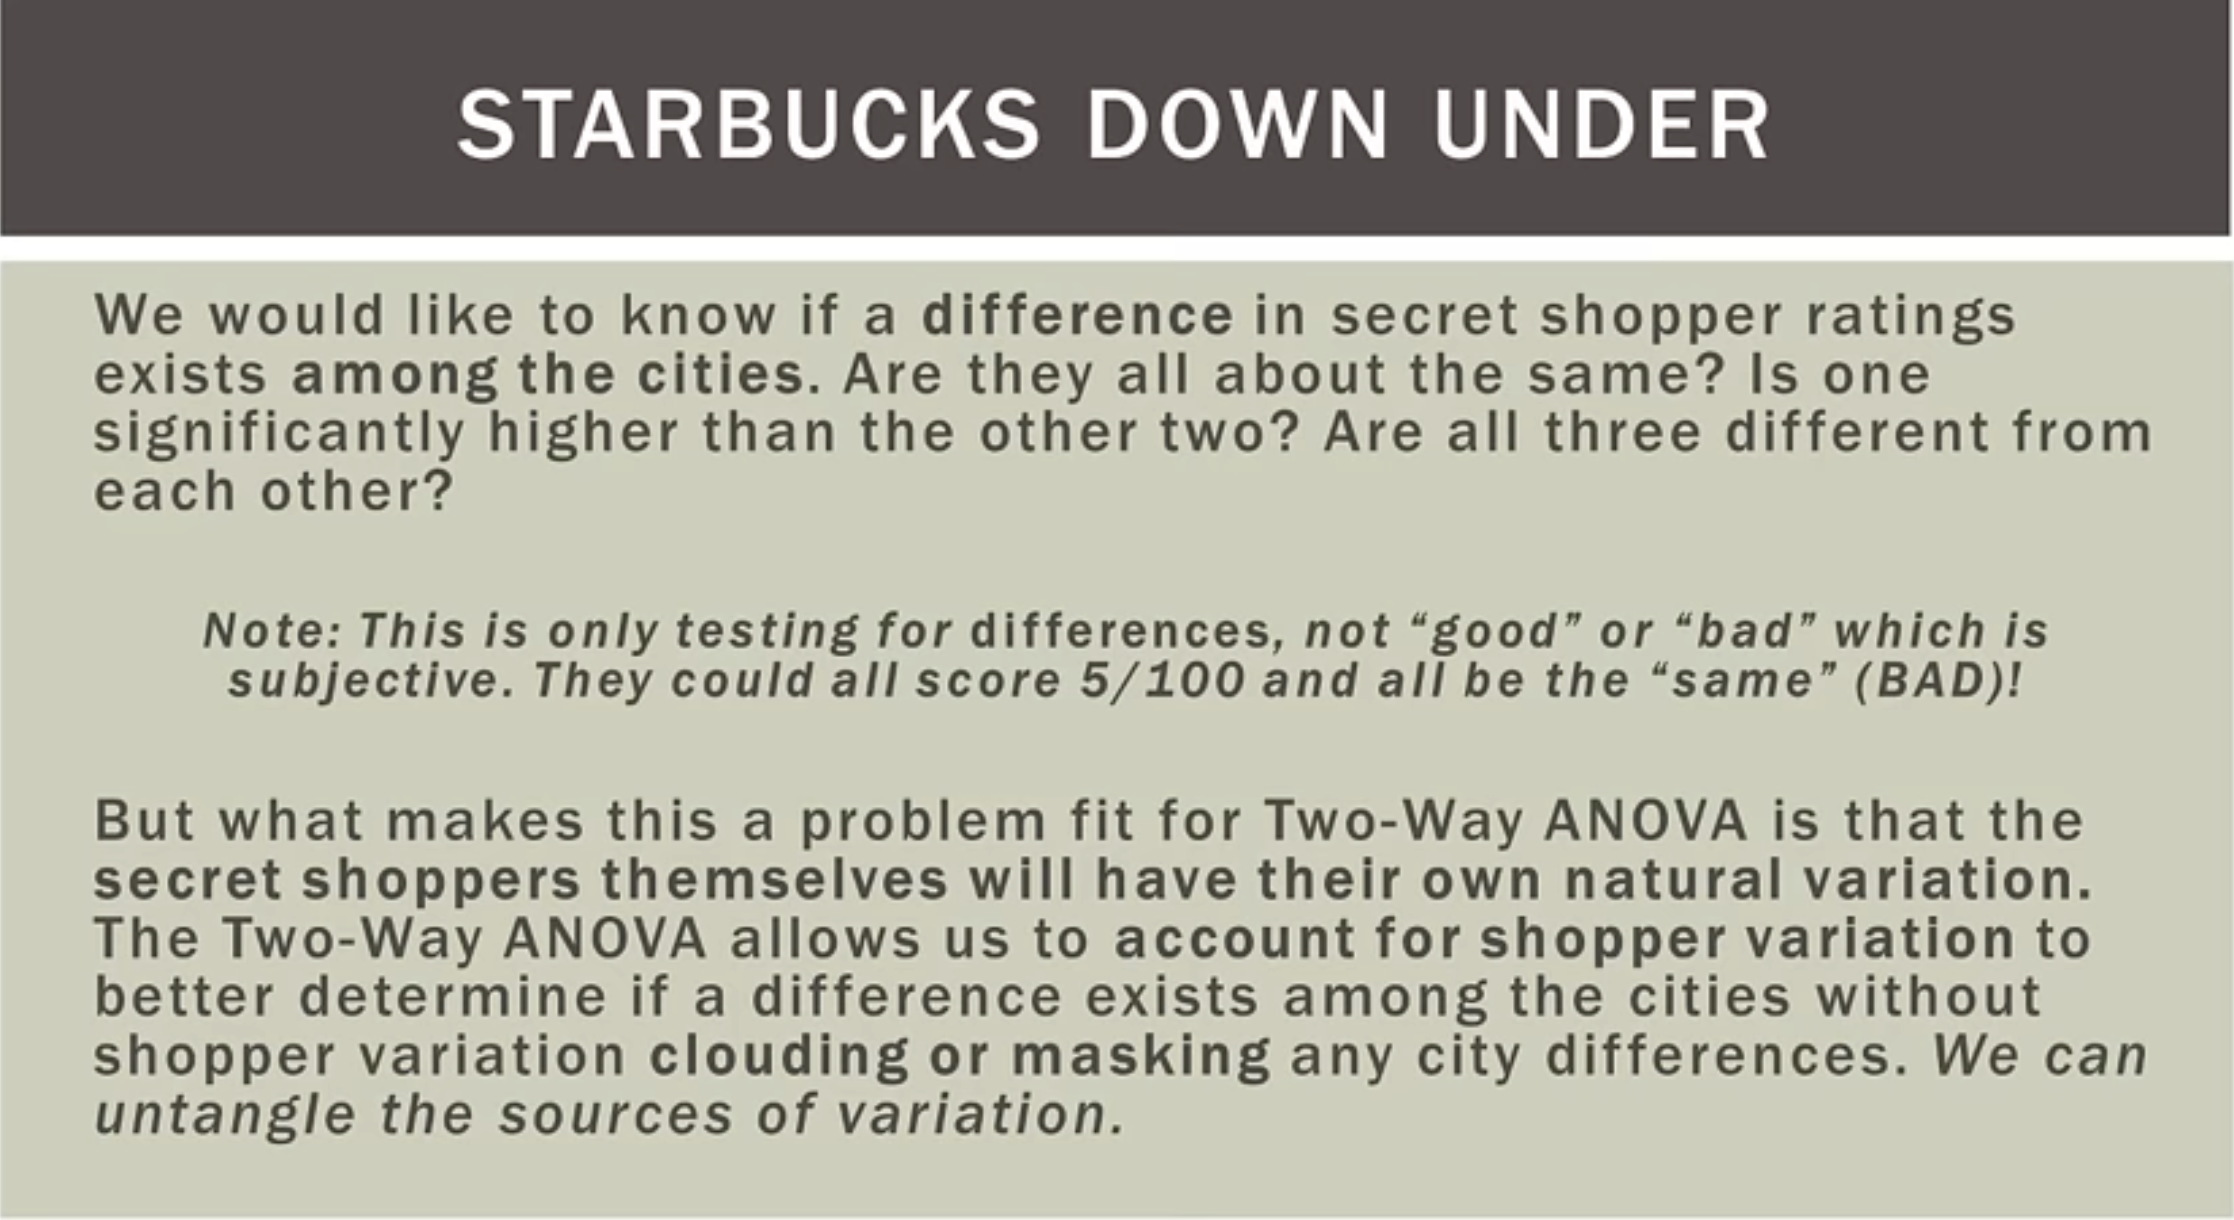 STARBUCKS DOWN UNDER
We would like to know if a difference in secret shopper ratings
exists among the cities. Are they all about the same? Is one
significantly higher than the other two? Are all three different from
each other?
Note: This is only testing for differences, not “good” or “bad” which is
subjective. They could all score 5/100 and all be the “same” (BAD)!
But what makes this a problem fit for Two-Way ANOVA is that the
secret shoppers themselves will have their own natural variation.
The Two-Way ANOVA allows us to account for shopper variation to
better determine if a difference exists among the cities without
shopper variation clouding or masking any city differences. We can
untangle the sources of variation.